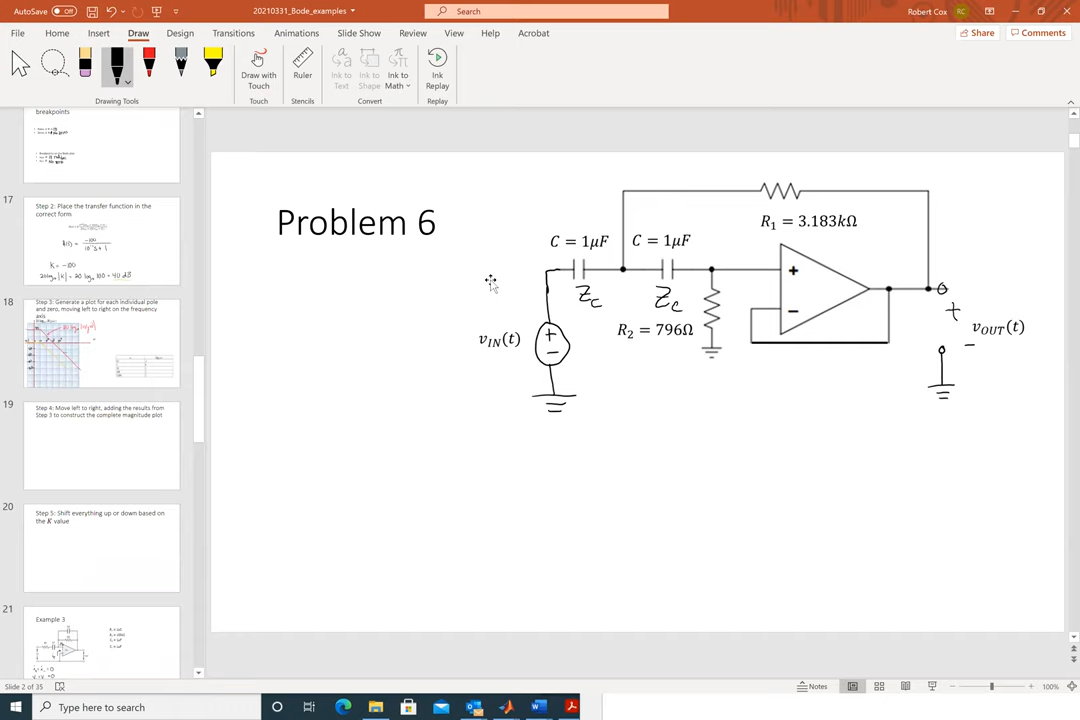 AutoSave Off
20210331_Bode_examples
Search
Robert Cox RC
File Home Insert Draw Design Transitions Animations Slide Show Review View Help Acrobat
Share Comments
Draw with Touch
Ruler
Ink to Text
Ink to Shape
Ink to Math
Ink Replay
Drawing Tools
Touch
Stencils
Convert
Replay
breakpoints
17
Step 2: Place the transfer function in the
correct form
K = -100
18
Step 3: Generate a plot for each individual pole
and zero, moving left to right on the frequency
axis
19
Step 4: Move left to right, adding the results from
Step 3 to construct the complete magnitude plot
20
Step 5: Shift everything up or down based on
the K value
21
Example 3
Problem 6
R₁ = 3.183kΩ
C = 1μF C = 1μF
+
Z_C Z_C
+
R₂ = 796Ω
−
v_IN(t)
+
−
v_OUT(t)
−
Slide 2 of 35
Notes
100%
Type here to search